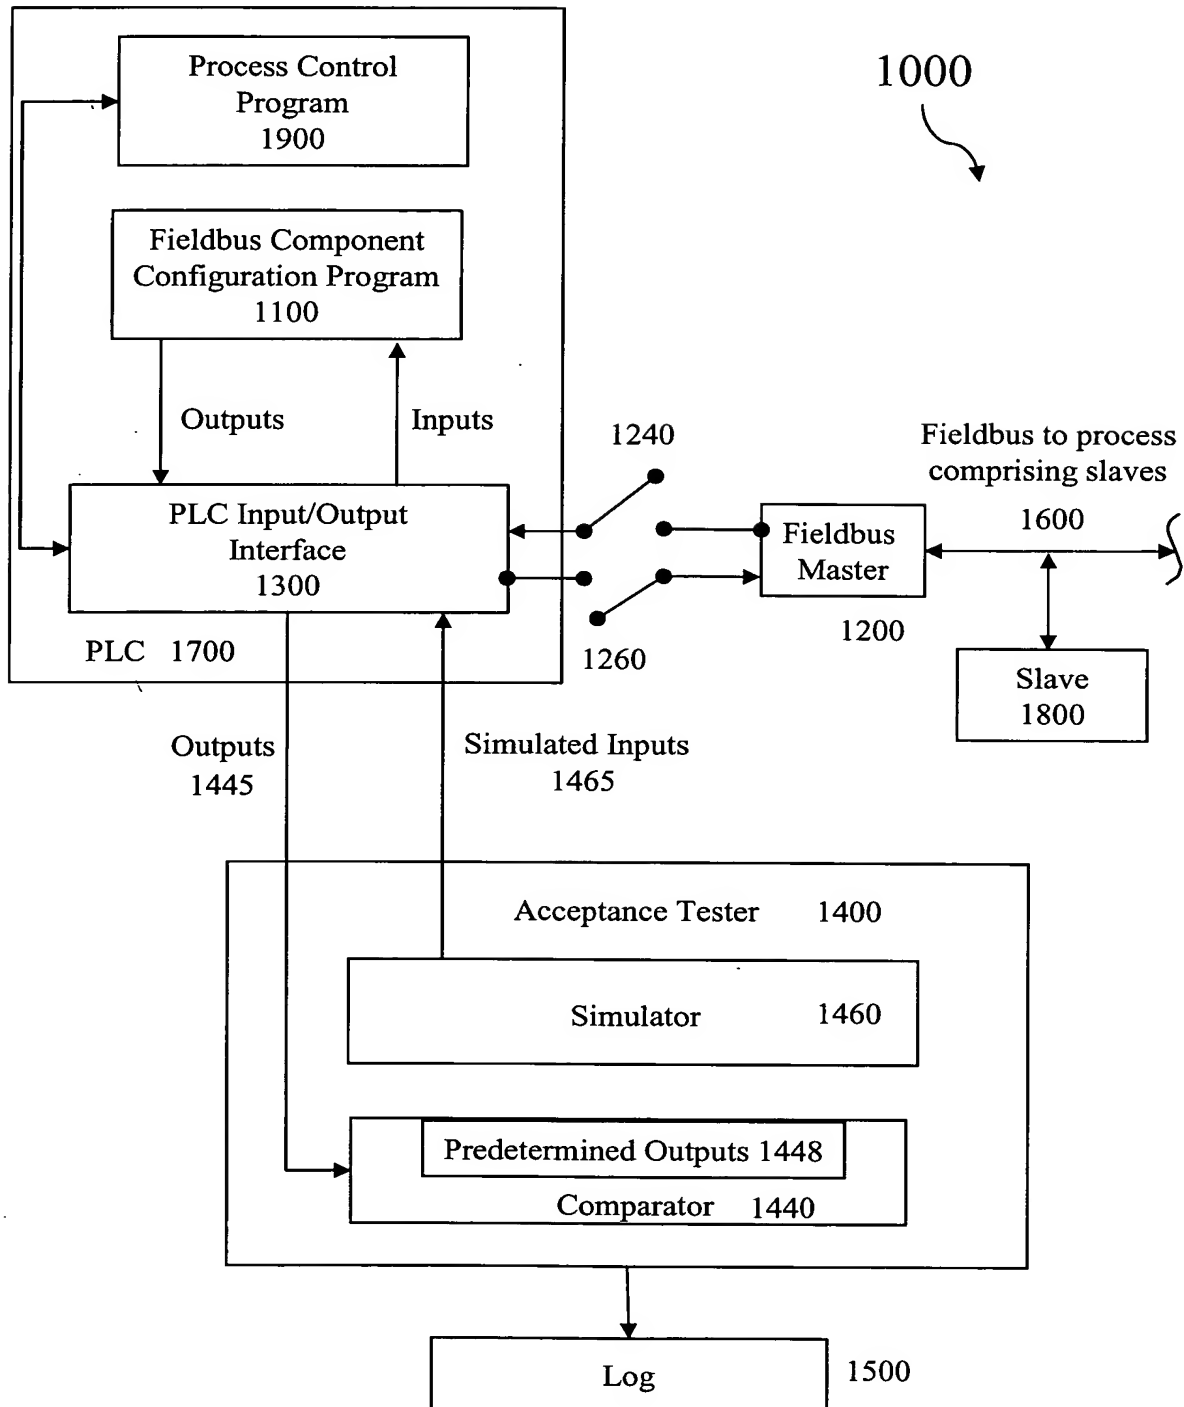 Process Control
Program
1900
1000
Fieldbus Component
Configuration Program
1100
Outputs
Inputs
1240
Fieldbus to process
comprising slaves
1600
PLC Input/Output
Interface
1300
Fieldbus
Master
1200
PLC 1700
1260
Slave
1800
Outputs
1445
Simulated Inputs
1465
Acceptance Tester 1400
Simulator 1460
Predetermined Outputs 1448
Comparator 1440
Log
1500